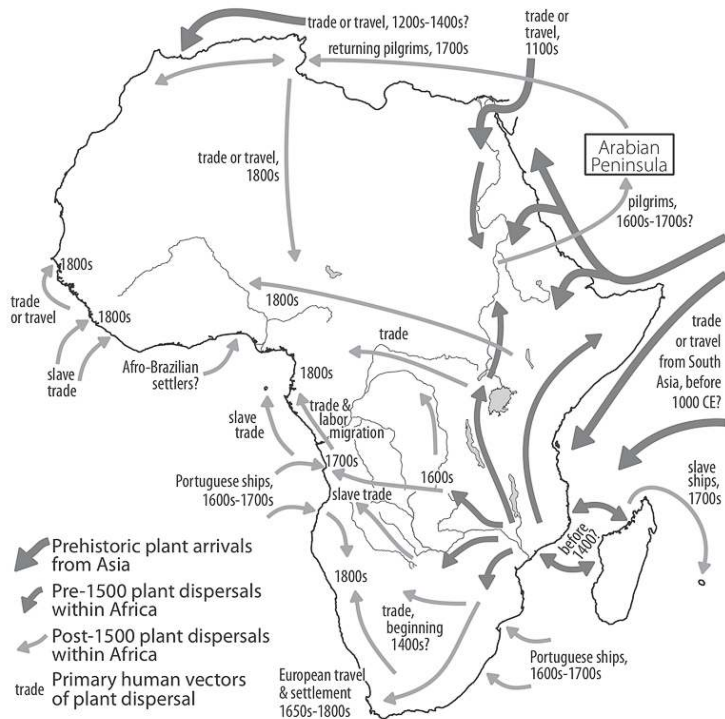 trade or travel, 1200s-1400s?
returning pilgrims, 1700s
trade or
travel,
1100s
Arabian
Peninsula
trade or travel,
1800s
pilgrims,
1600s-1700s?
1800s
trade
or travel
1800s
slave
trade
1800s
trade
Afro-Brazilian
settlers?
trade
or travel
from South
Asia, before
1000 CE?
1800s
slave
trade
trade &
labor
migration
1700s
1600s
Portuguese ships,
1600s-1700s
slave trade
slave
ships,
1700s
before
1400?
1800s
trade,
beginning
1400s?
European travel
& settlement
1650s-1800s
Portuguese ships,
1600s-1700s
Prehistoric plant arrivals
from Asia
Pre-1500 plant dispersals
within Africa
Post-1500 plant dispersals
within Africa
trade Primary human vectors
of plant dispersal